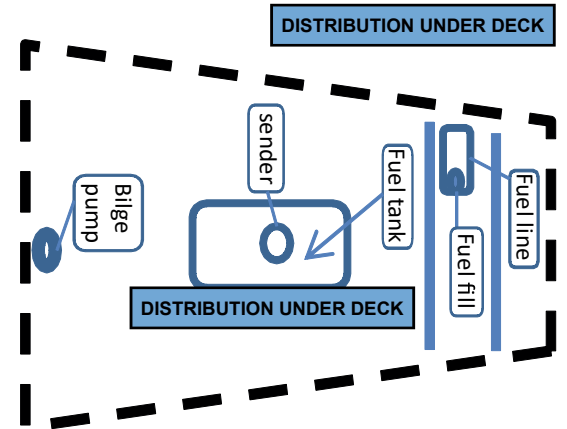 DISTRIBUTION UNDER DECK
sender
Fuel tank
Fuel line
Fuel fill
Bilge
pump
DISTRIBUTION UNDER DECK